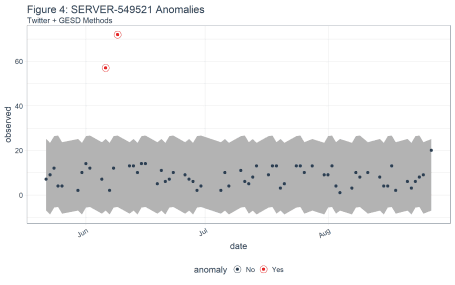 Figure 4: SERVER-549521 Anomalies
Twitter + GESD Methods
observed
60
40
20
0
Jun
Jul
Aug
date
anomaly No Yes